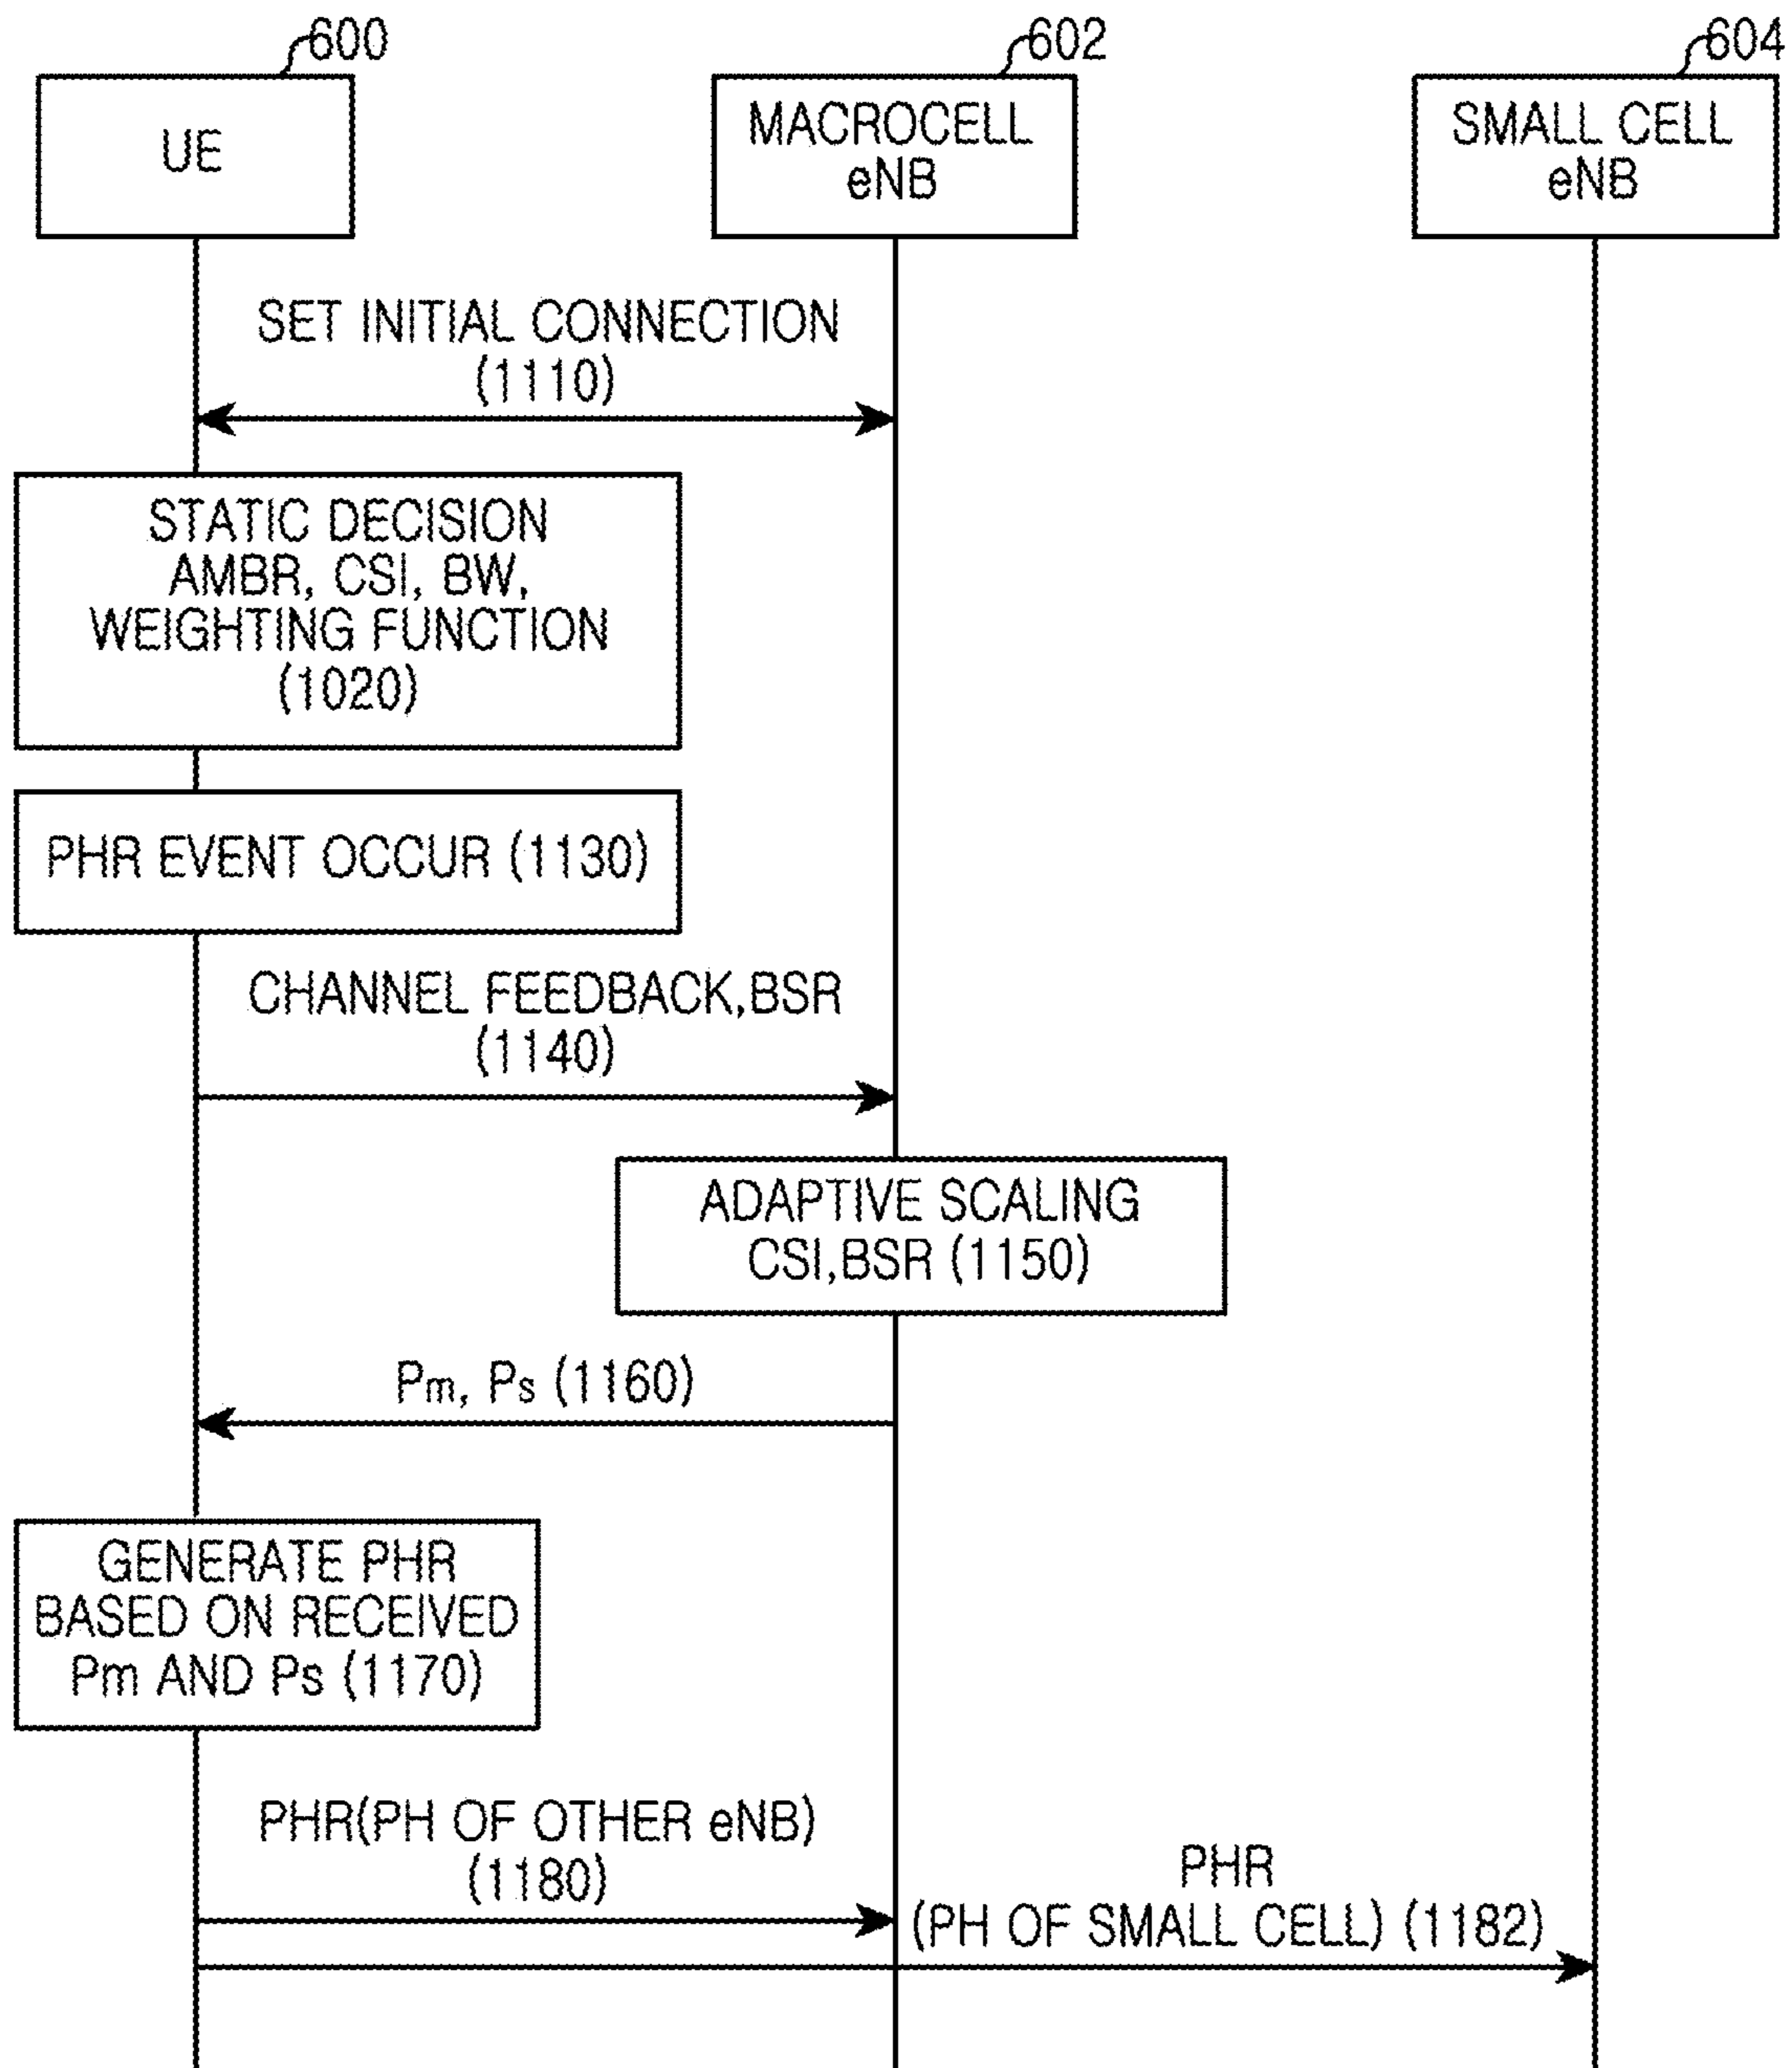 600
602
604
UE
MACROCELL
eNB
SMALL CELL
eNB
SET INITIAL CONNECTION
(1110)
STATIC DECISION
AMBR, CSI, BW,
WEIGHTING FUNCTION
(1020)
PHR EVENT OCCUR (1130)
CHANNEL FEEDBACK,BSR
(1140)
ADAPTIVE SCALING
CSI,BSR (1150)
Pm, Ps (1160)
GENERATE PHR
BASED ON RECEIVED
Pm AND Ps (1170)
PHR(PH OF OTHER eNB)
(1180)
PHR
(PH OF SMALL CELL) (1182)